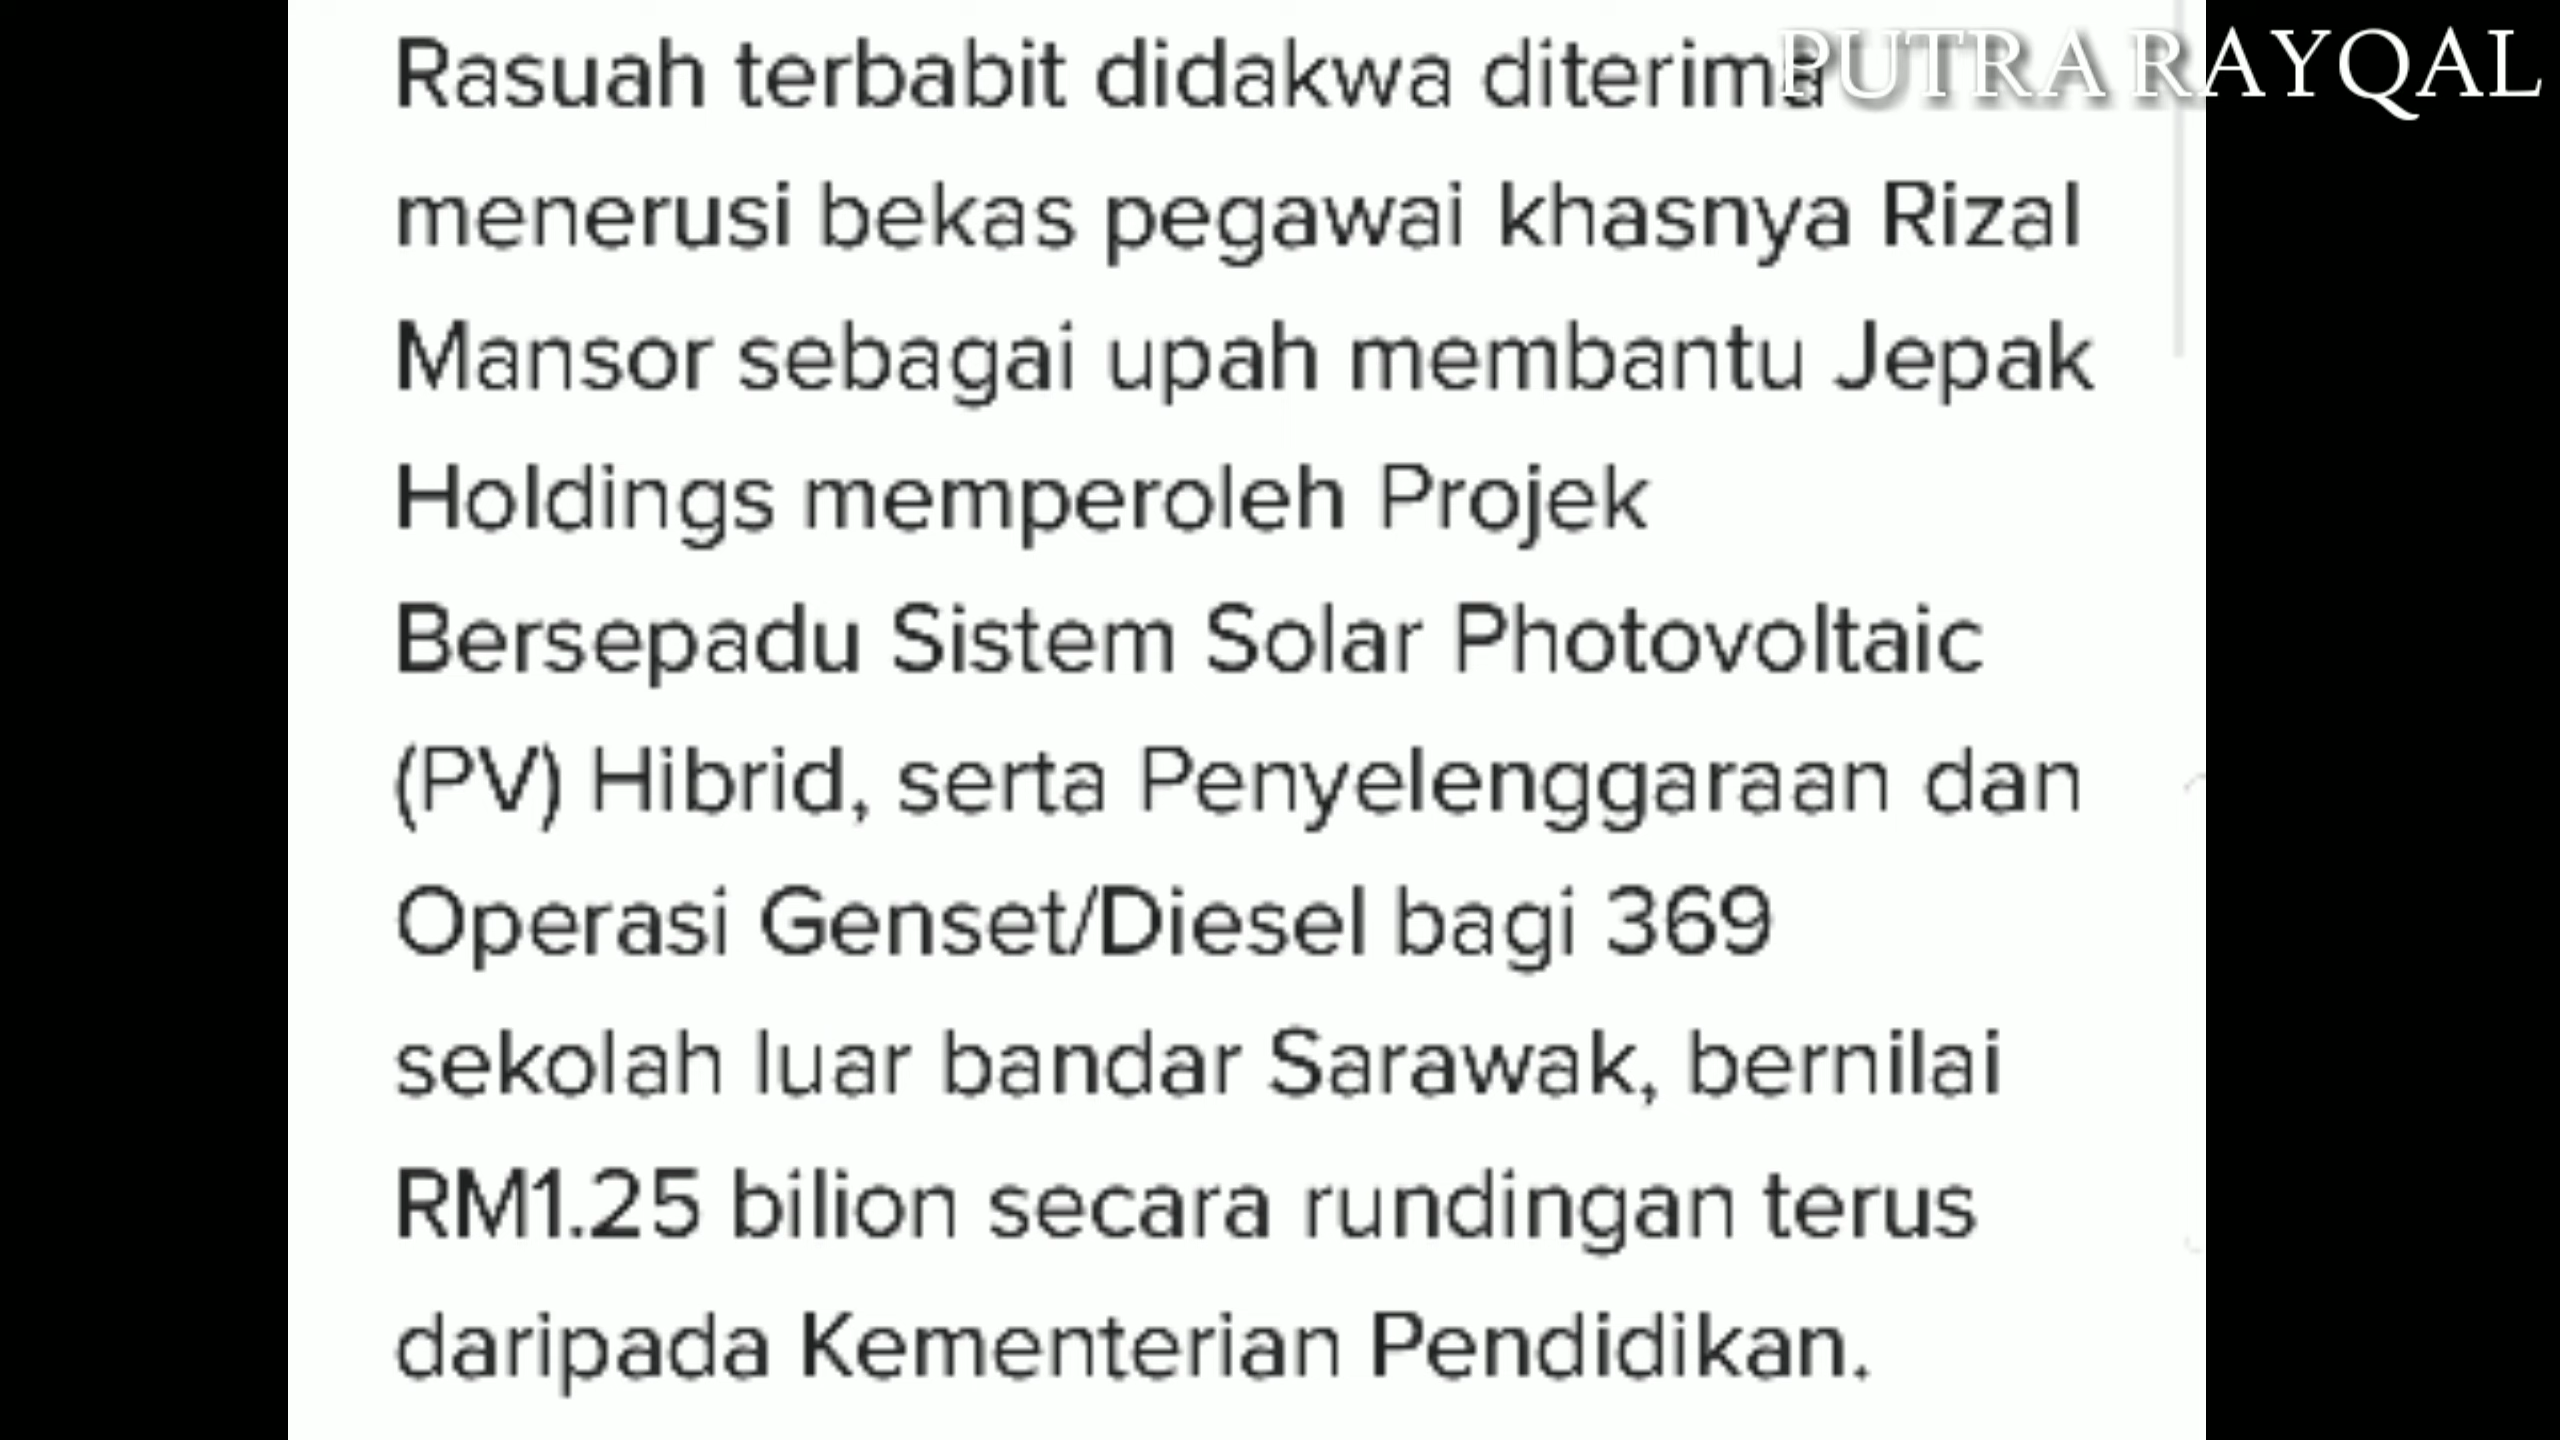 PUTRA RAYQAL
Rasuah terbabit didakwa diterima
menerusi bekas pegawai khasnya Rizal
Mansor sebagai upah membantu Jepak
Holdings memperoleh Projek
Bersepadu Sistem Solar Photovoltaic
(PV) Hibrid, serta Penyelenggaraan dan
Operasi Genset/Diesel bagi 369
sekolah luar bandar Sarawak, bernilai
RM1.25 bilion secara rundingan terus
daripada Kementerian Pendidikan.